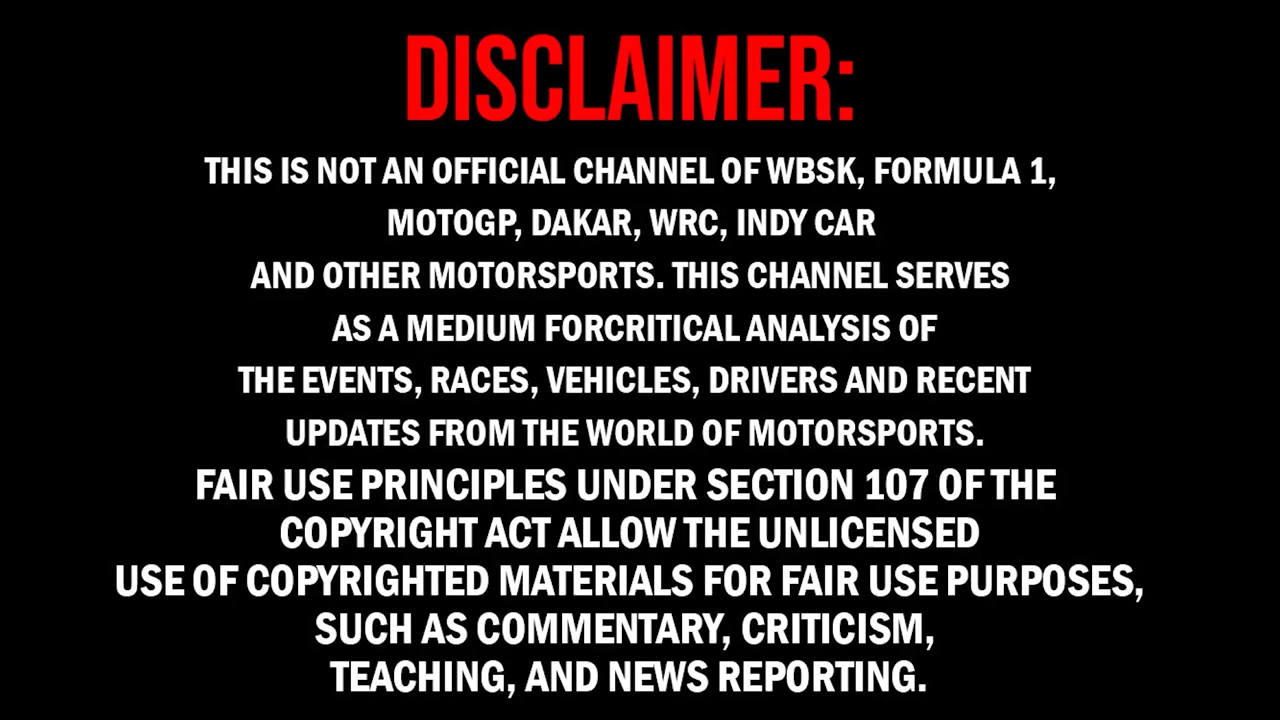 DISCLAIMER:
THIS IS NOT AN OFFICIAL CHANNEL OF WBSK, FORMULA 1,
MOTOGP, DAKAR, WRC, INDY CAR
AND OTHER MOTORSPORTS. THIS CHANNEL SERVES
AS A MEDIUM FORCRITICAL ANALYSIS OF
THE EVENTS, RACES, VEHICLES, DRIVERS AND RECENT
UPDATES FROM THE WORLD OF MOTORSPORTS.
FAIR USE PRINCIPLES UNDER SECTION 107 OF THE
COPYRIGHT ACT ALLOW THE UNLICENSED
USE OF COPYRIGHTED MATERIALS FOR FAIR USE PURPOSES,
SUCH AS COMMENTARY, CRITICISM,
TEACHING, AND NEWS REPORTING.